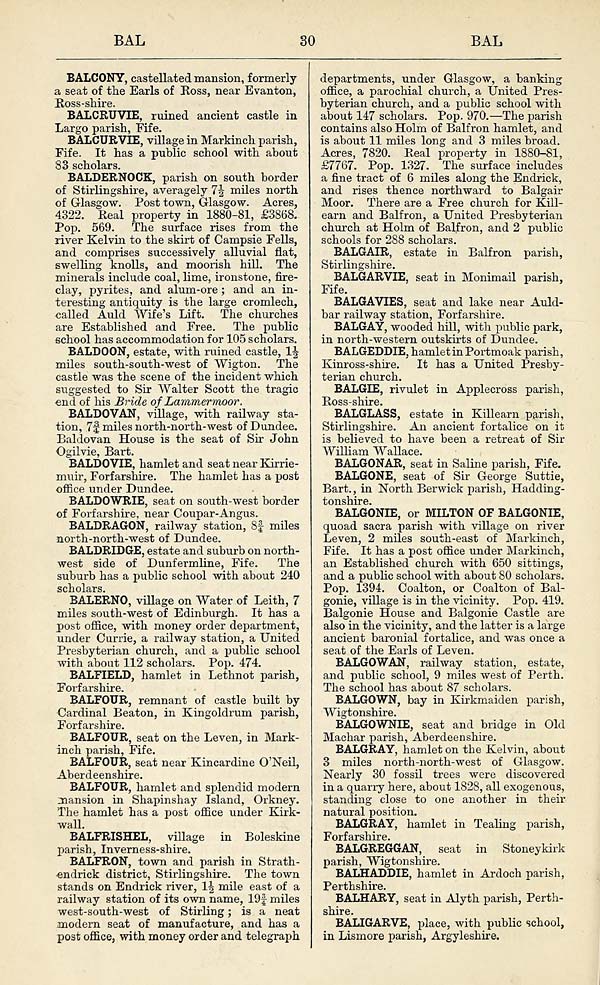 BAL 30 BAL
BALCONY, castellated mansion, formerly
a seat of the Earls of Ross, near Evanton,
Ross-shire.
BALCRUVIE, ruined ancient castle in
Largo parish, Fife.
BALCURVIE, village in Markinch parish,
Fife. It has a public school with about
83 scholars.
BALDERNOCK, parish on south border
of Stirlingshire, averagely 7½ miles north
of Glasgow. Post town, Glasgow. Acres,
4322. Real property in 1880-81, £3868.
Pop. 569. The surface rises from the
river Kelvin to the skirt of Campsie Fells,
and comprises successively alluvial flat,
swelling knolls, and moorish hill. The
minerals include coal, lime, ironstone, fire-
clay, pyrites, and alum-ore; and an in-
teresting antiquity is the large cromlech,
called Auld Wife's Lift. The churches
are Established and Free. The public
school has accommodation for 105 scholars.
BALDOON, estate, with ruined castle, 1½
miles south-south-west of Wigton. The
castle was the scene of the incident which
suggested to Sir Walter Scott the tragic
end of his Bride of Lammermoor.
BALDOVAN, village, with railway sta-
tion, 7¾ miles north-north-west of Dundee.
Baldovan House is the seat of Sir John
Ogilvie, Bart.
BALDOVIE, hamlet and seat near Kirrie-
muir, Forfarshire. The hamlet has a post
office under Dundee.
BALDOWRIE, seat on south-west border
of Forfarshire, near Coupar-Angus.
BALDRAGON, railway station, 8¾ miles
north-north-west of Dundee.
BALDRIDGE, estate and suburb on north-
west side of Dunfermline, Fife. The
suburb has a public school with about 240
scholars.
BALERNO, village on Water of Leith, 7
miles south-west of Edinburgh. It has a
post office, with money order department,
under Currie, a railway station, a United
Presbyterian church, and a public school
with about 112 scholars. Pop. 474.
BALFIELD, hamlet in Lethnot parish,
Forfarshire.
BALFOUR, remnant of castle built by
Cardinal Beaton, in Kingoldrum parish,
Forfarshire.
BALFOUR, seat on the Leven, in Mark-
inch parish, Fife.
BALFOUR, seat near Kincardine O'Neil,
Aberdeenshire.
BALFOUR, hamlet and splendid modern
mansion in Shapinshay Island, Orkney.
The hamlet has a post office under Kirk-
wall.
BALFRISHEL, village in Boleskine
parish, Inverness-shire.
BALFRON, town and parish in Strath-
endrick district, Stirlingshire. The town
stands on Endrick river, 1½ mile east of a
railway station of its own name, 19¾ miles
west-south-west of Stirling; is a neat
modern seat of manufacture, and has a
post office, with money order and telegraph
departments, under Glasgow, a banking
office, a parochial church, a United Pres-
byterian church, and a public school with
about 147 scholars. Pop. 970.—The parish
contains also Holm of Balfron hamlet, and
is about 11 miles long and 3 miles broad.
Acres, 7820. Real property in 1880-81,
£7767. Pop. 1327. The surface includes
a fine tract of 6 miles along the Endrick,
and rises thence northward to Balgair
Moor. There are a Free church for Kill-
earn and Balfron, a United Presbyterian
church at Holm of Balfron, and 2 public
schools for 288 scholars.
BALGAIR, estate in Balfron parish,
Stirlingshire.
BALGARVIE, seat in Monimail parish,
Fife.
BALGAVIES, seat and lake near Auld-
bar railway station, Forfarshire.
BALGAY, wooded hill, with public park,
in north-western outskirts of Dundee.
BALGEDDIE, hamlet in Portmoak parish,
Kinross-shire. It has a United Presby-
terian church.
BALGIE, rivulet in Applecross parish,
Ross-shire.
BALGLASS, estate in Killearn parish,
Stirlingshire. An ancient fortalice on it
is believed to have been a retreat of Sir
William Wallace.
BALGONAR, seat in Saline parish, Fife.
BALGONE, seat of Sir George Suttie,
Bart., in North Berwick parish, Hadding-
tonshire.
BALGONIE, or MILTON OF BALGONIE,
quoad sacra parish with village on river
Leven, 2 miles south-east of Markinch,
Fife. It has a post office under Markinch,
an Established church with 650 sittings,
and a public school with about 80 scholars.
Pop. 1394. Coalton, or Coalton of Bal-
gonie, village is in the vicinity. Pop. 419.
Balgonie House and Balgonie Castle are
also in the vicinity, and the latter is a large
ancient baronial fortalice, and was once a
seat of the Earls of Leven.
BALGOWAN, railway station, estate,
and public school, 9 miles west of Perth.
The school has about 87 scholars.
BALGOWN, bay in Kirkmaiden parish,
Wigtonshire.
BALGOWNIE, seat and bridge in Old
Machar parish, Aberdeenshire.
BALGRAY, hamlet on the Kelvin, about
3 miles north-north-west of Glasgow.
Nearly 30 fossil trees were discovered
in a quarry here, about 1828, all exogenous,
standing close to one another in their
natural position.
BALGRAY, hamlet in Tealing parish,
Forfarshire.
BALGREGGAN, seat in Stoneykirk
parish, Wigtonshire.
BALHADDIE, hamlet in Ardoch parish,
Perthshire.
BALHARY, seat in Alyth parish, Perth-
shire.
BALIGARVE, place, with public school,
in Lismore parish, Argyleshire.